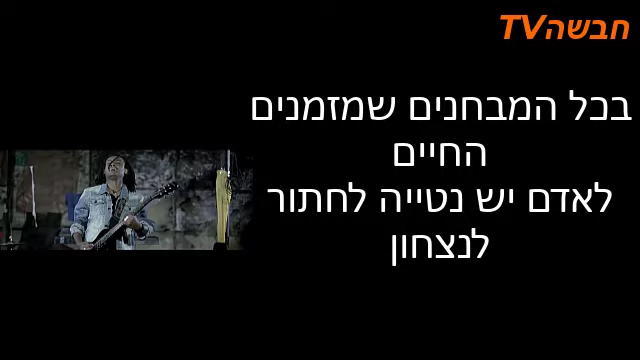 חבשהTV
בכל המבחנים שמזמנים
החיים
לאדם יש נטייה לחתור
לנצחון